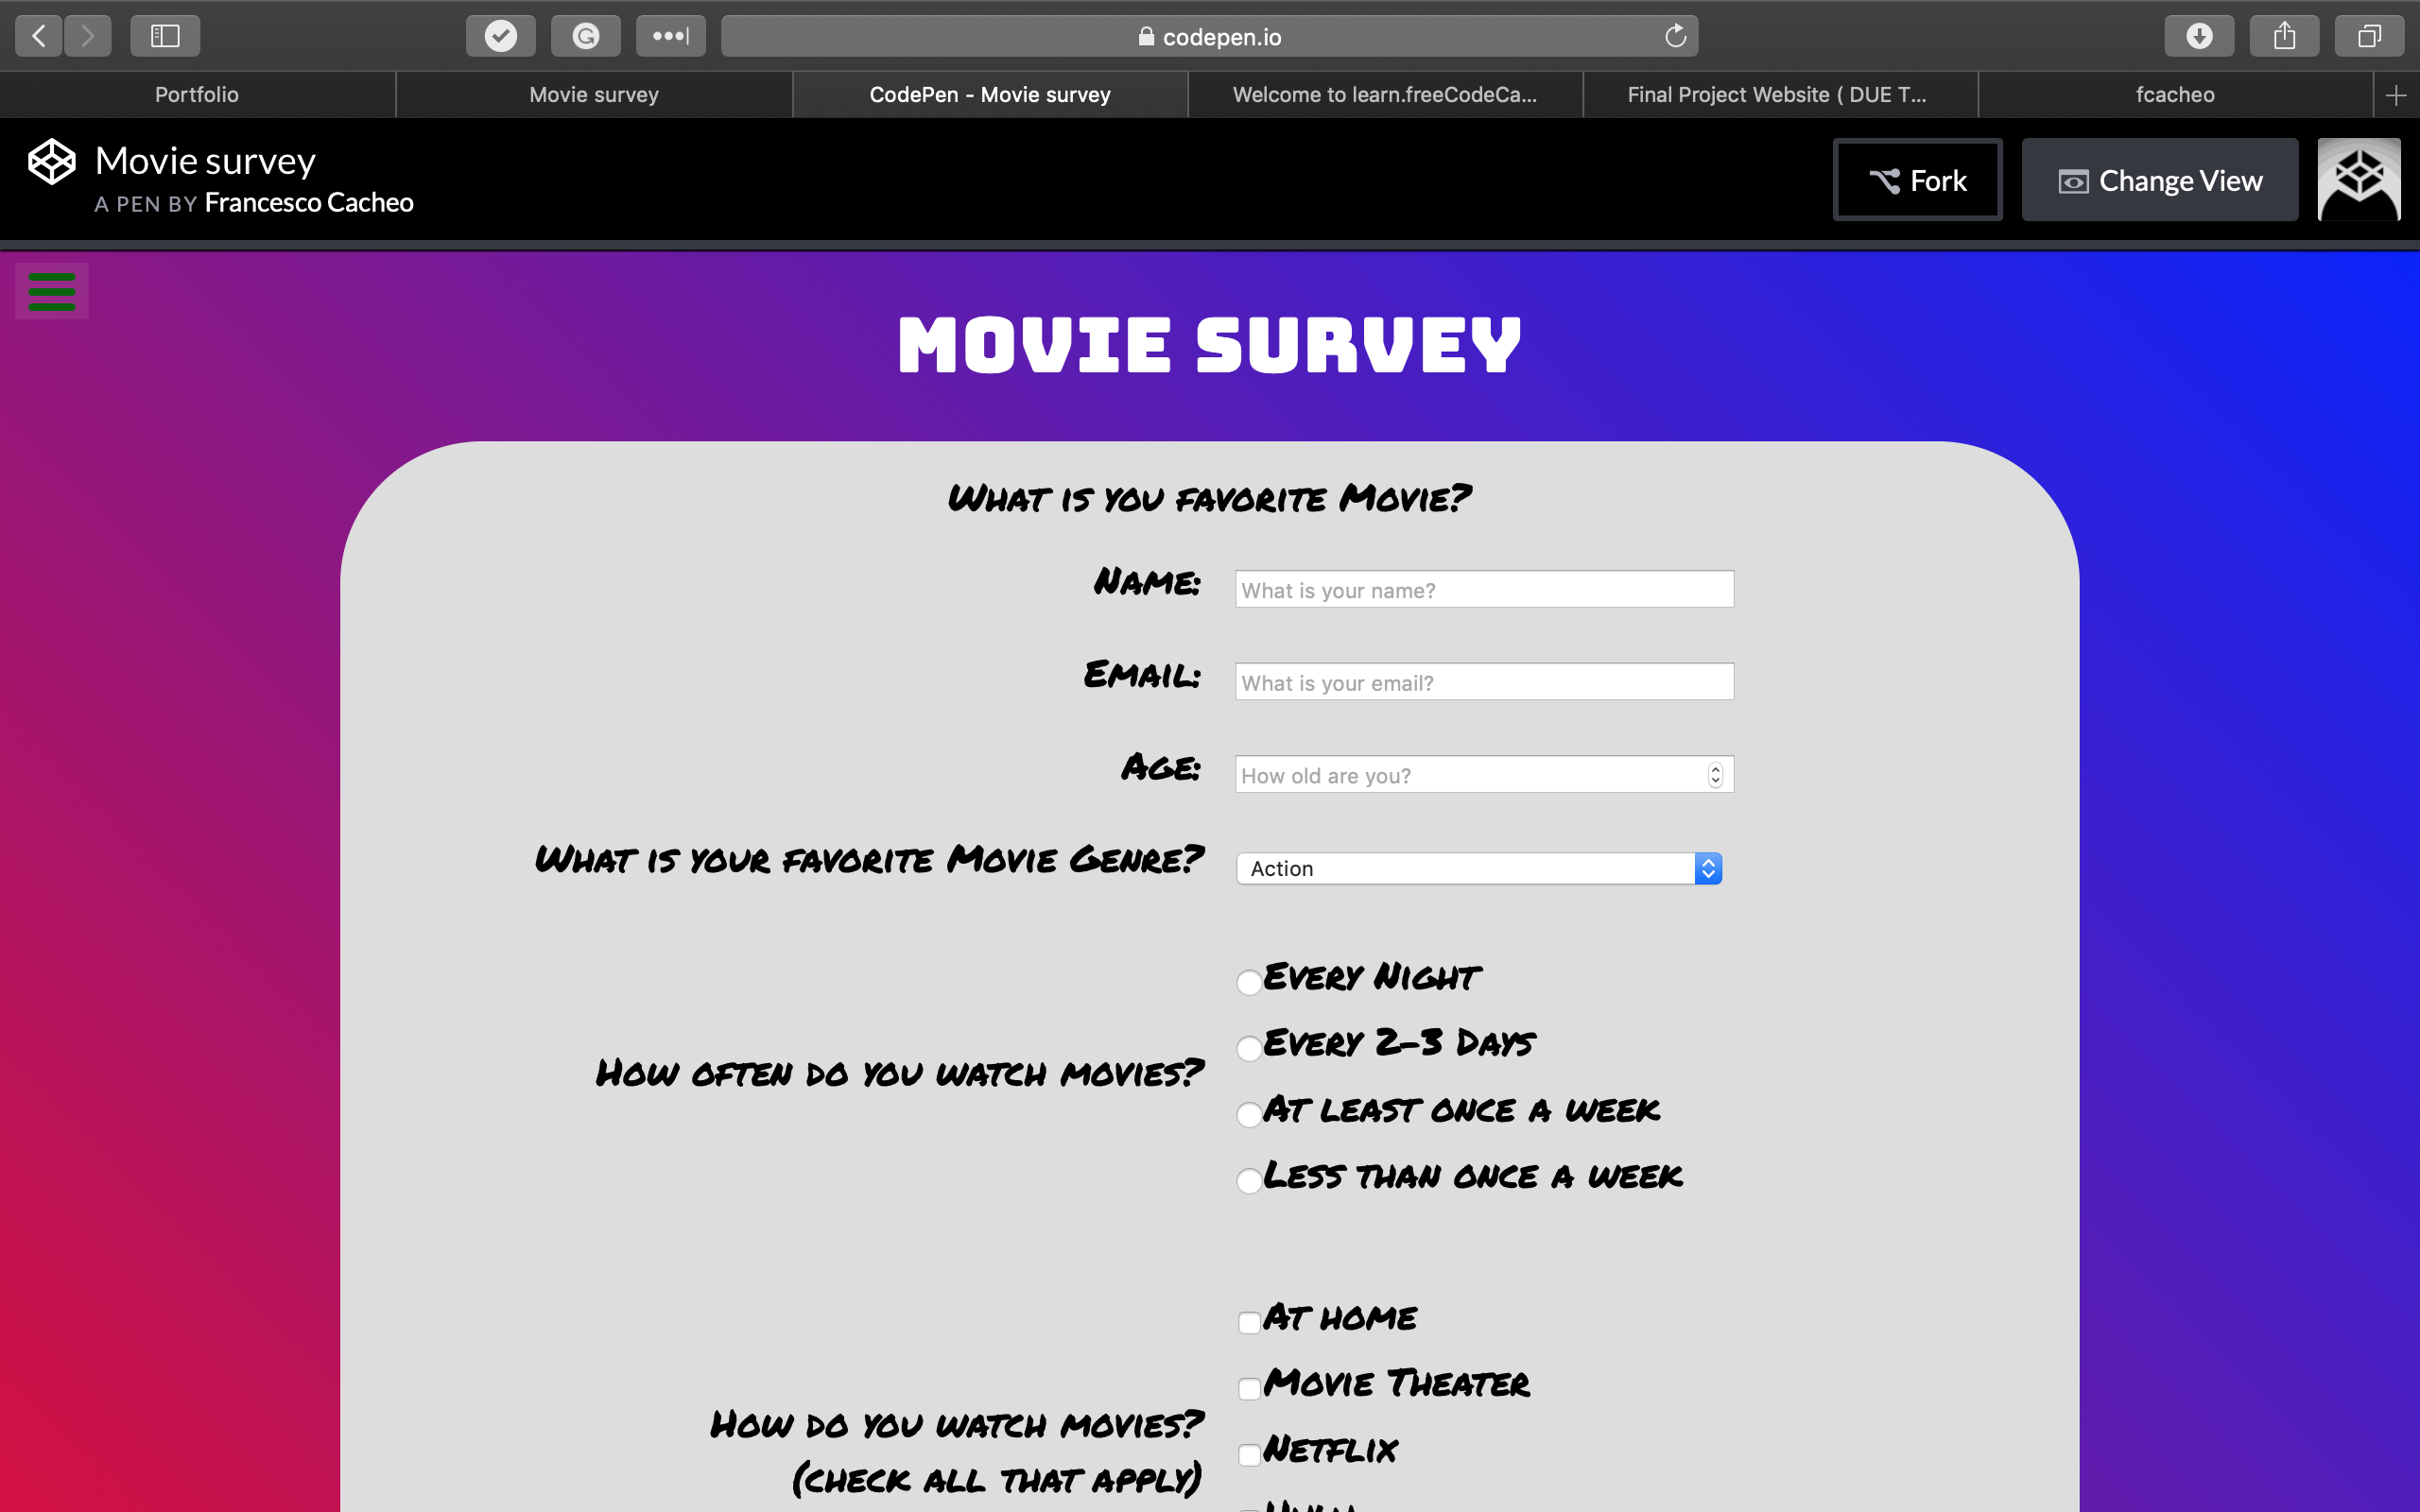 codepen.io
Portfolio
Movie survey
CodePen - Movie survey
Welcome to learn.freeCodeCa...
Final Project Website ( DUE T...
fcacheo
Movie survey
A PEN BY Francesco Cacheo
Fork
Change View
MOVIE SURVEY
What is you favorite Movie?
Name:
What is your name?
Email:
What is your email?
Age:
How old are you?
What is your favorite Movie Genre?
Action
How often do you watch movies?
Every Night
Every 2-3 Days
At least once a week
Less than once a week
How do you watch movies?
(check all that apply)
At home
Movie Theater
Netflix